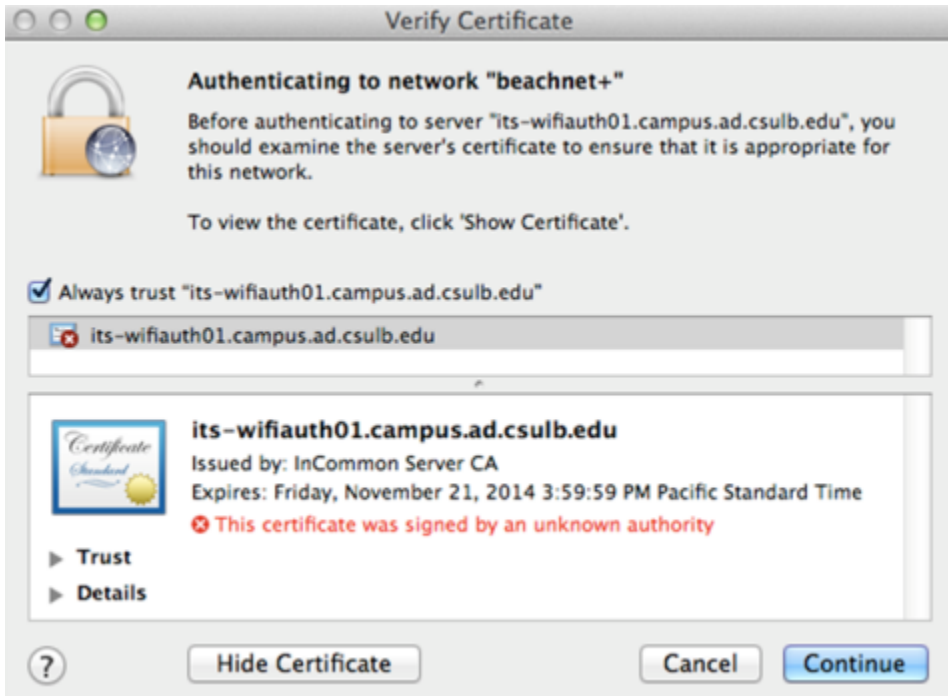 Verify Certificate
Authenticating to network "beachnet+"
Before authenticating to server "its-wifiauth01.campus.ad.csulb.edu", you
should examine the server's certificate to ensure that it is appropriate for
this network.
To view the certificate, click 'Show Certificate'.
Always trust "its-wifiauth01.campus.ad.csulb.edu"
its-wifiauth01.campus.ad.csulb.edu
Certificate
Standard
its-wifiauth01.campus.ad.csulb.edu
Issued by: InCommon Server CA
Expires: Friday, November 21, 2014 3:59:59 PM Pacific Standard Time
This certificate was signed by an unknown authority
Trust
Details
?
Hide Certificate
Cancel
Continue